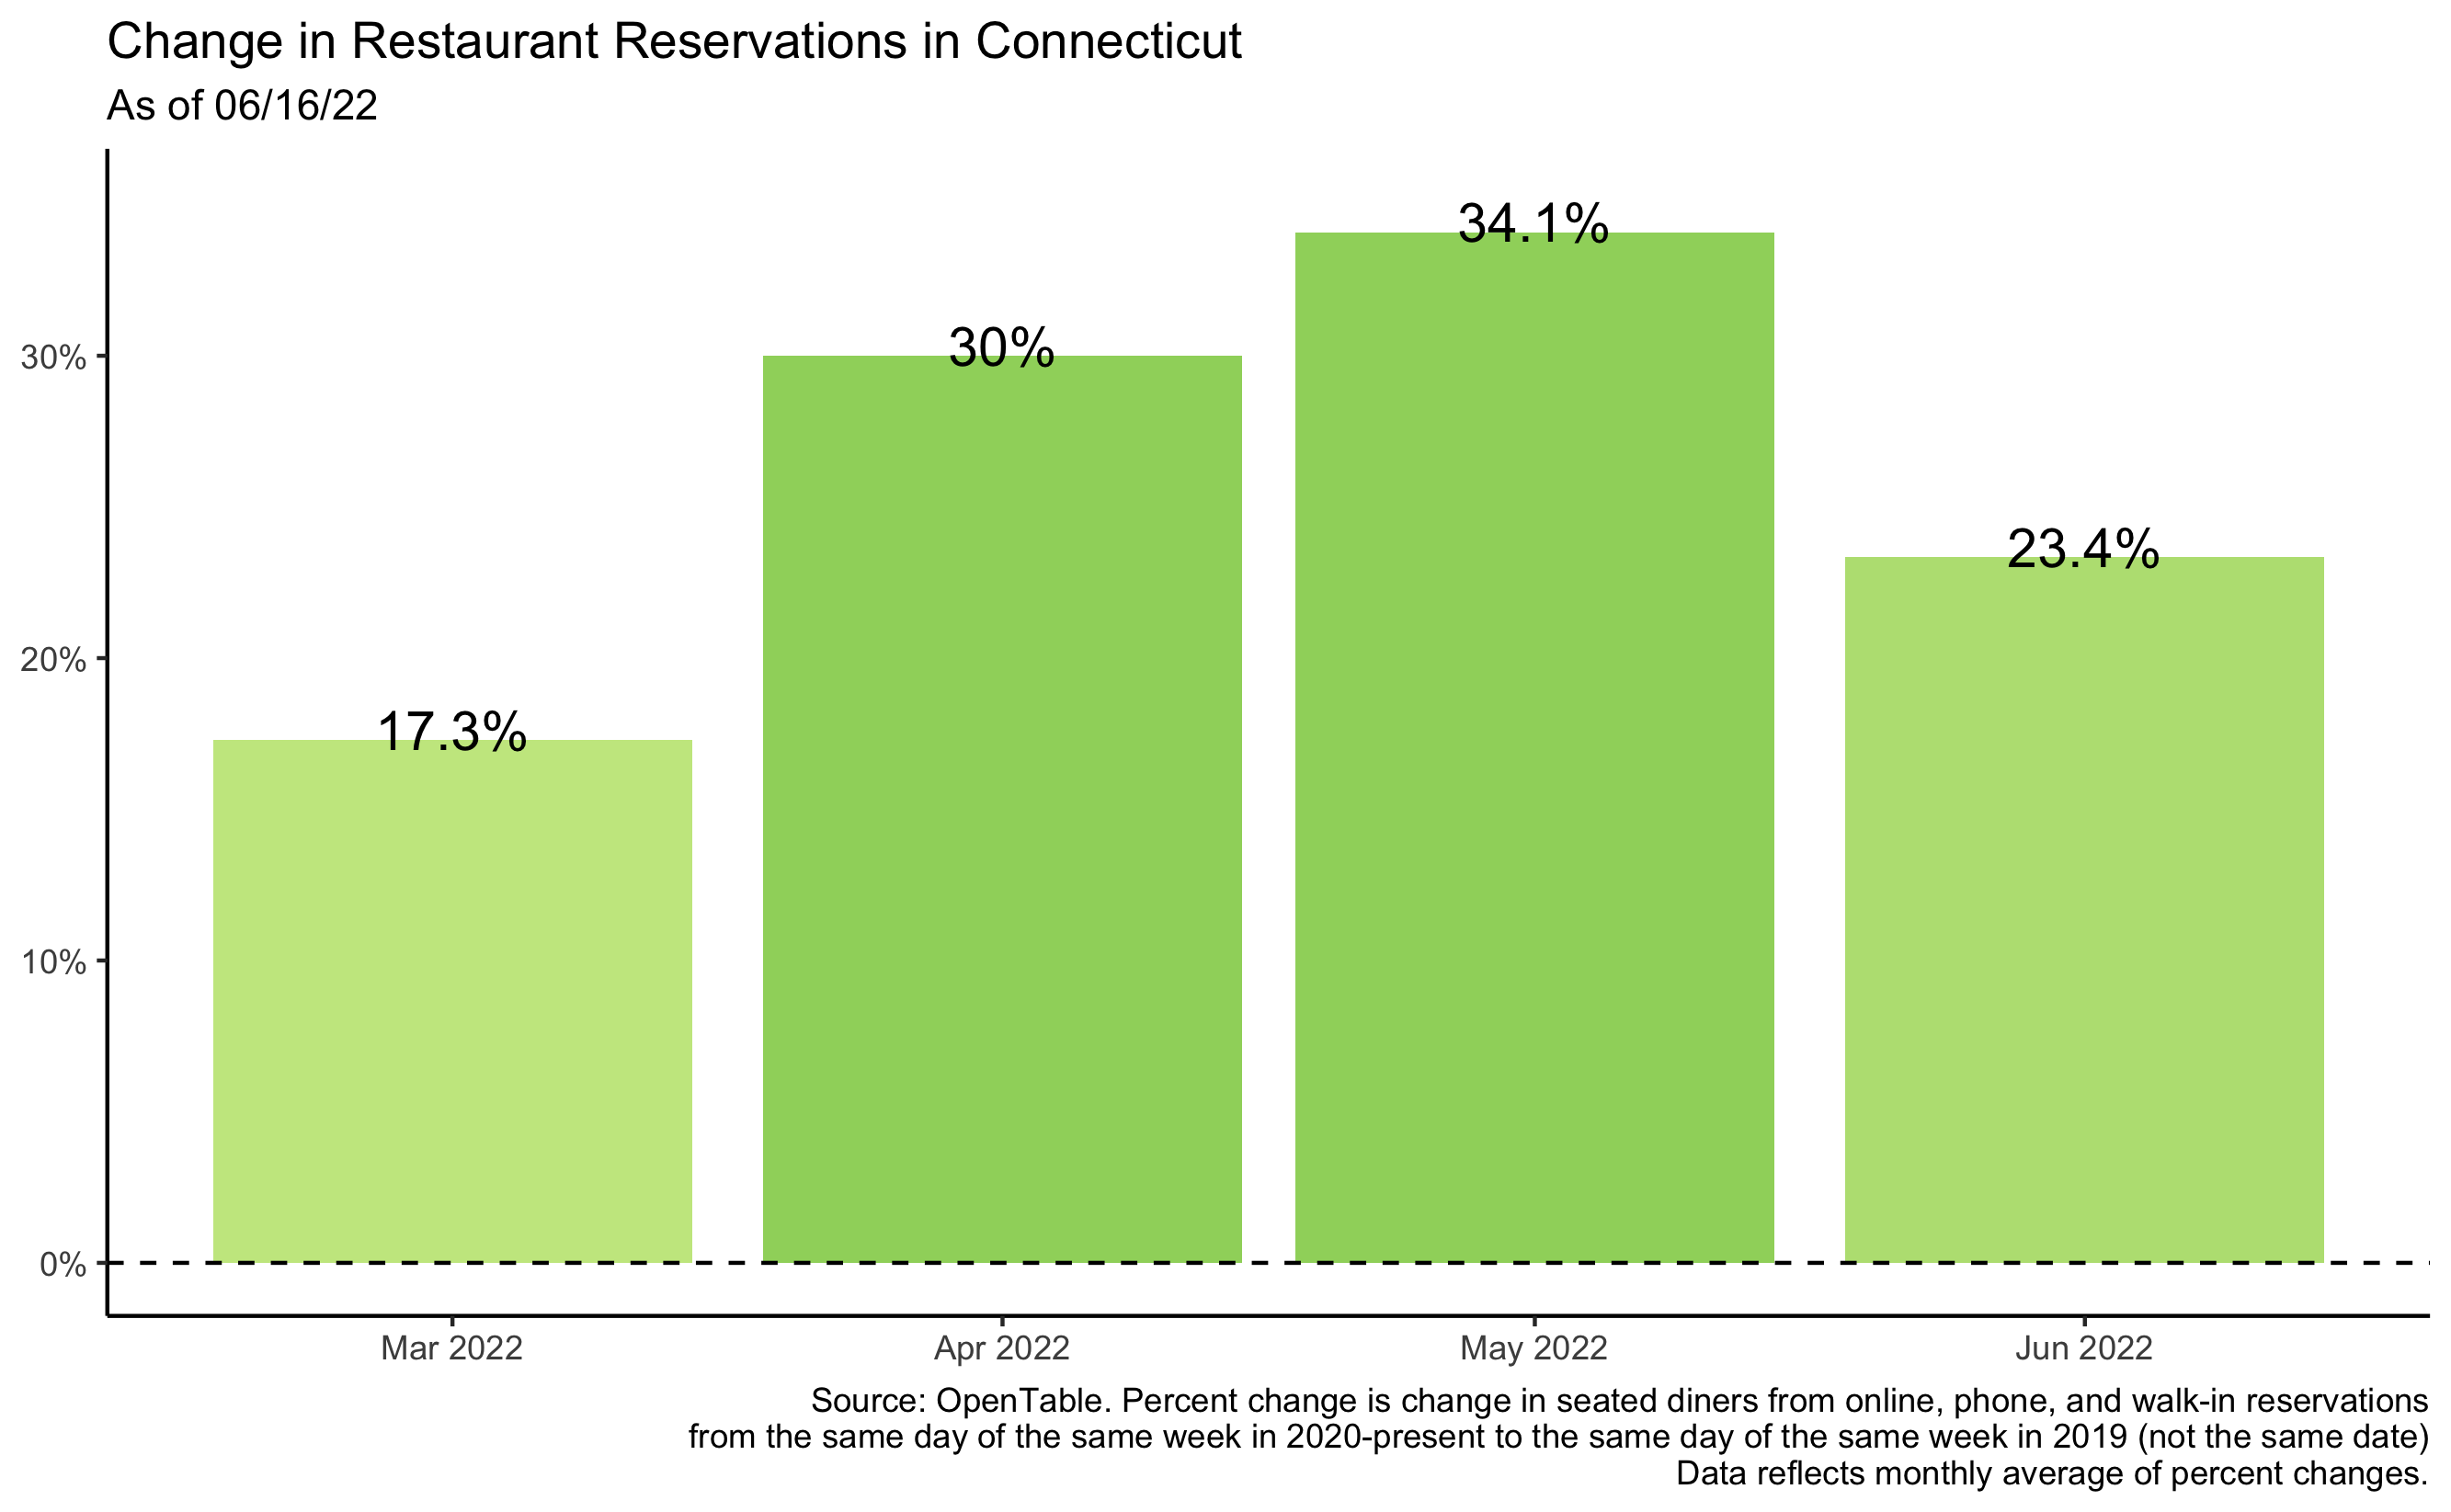 Change in Restaurant Reservations in Connecticut
As of 06/16/22
34.1%
30%
30%
23.4%
20%
17.3%
10%
0%
Mar 2022 Apr 2022 May 2022 Jun 2022
Source: OpenTable. Percent change is change in seated diners from online, phone, and walk-in reservations
from the same day of the same week in 2020-present to the same day of the same week in 2019 (not the same date)
Data reflects monthly average of percent changes.